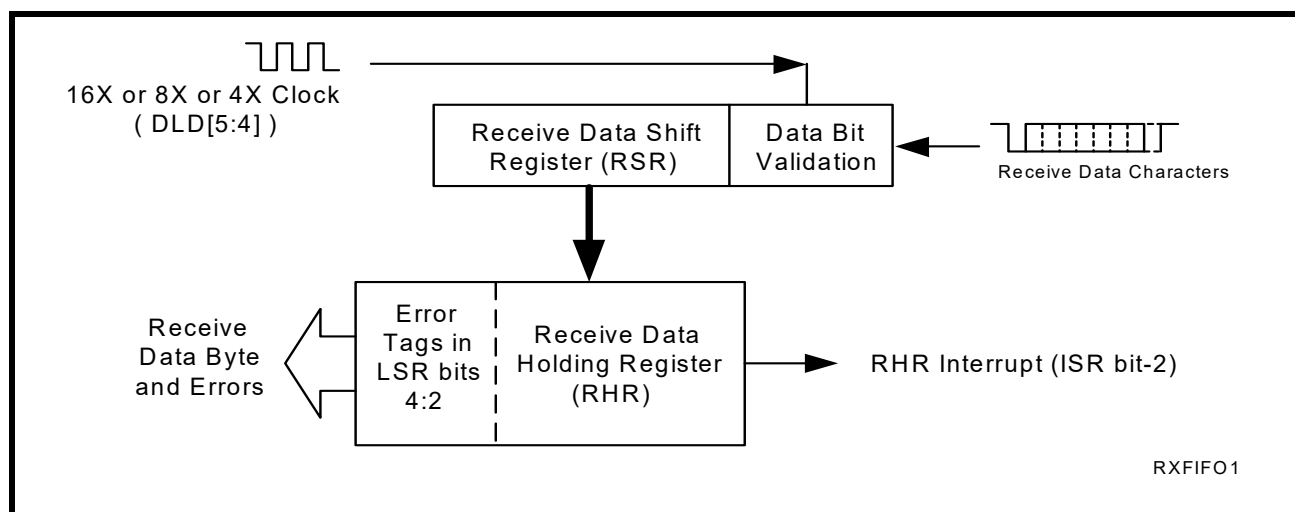 16X or 8X or 4X Clock
( DLD[5:4] )
Receive Data Shift
Register (RSR)
Data Bit
Validation
Receive Data Characters
Receive
Data Byte
and Errors
Error
Tags in
LSR bits
4:2
Receive Data
Holding Register
(RHR)
RHR Interrupt (ISR bit-2)
RXFIFO1